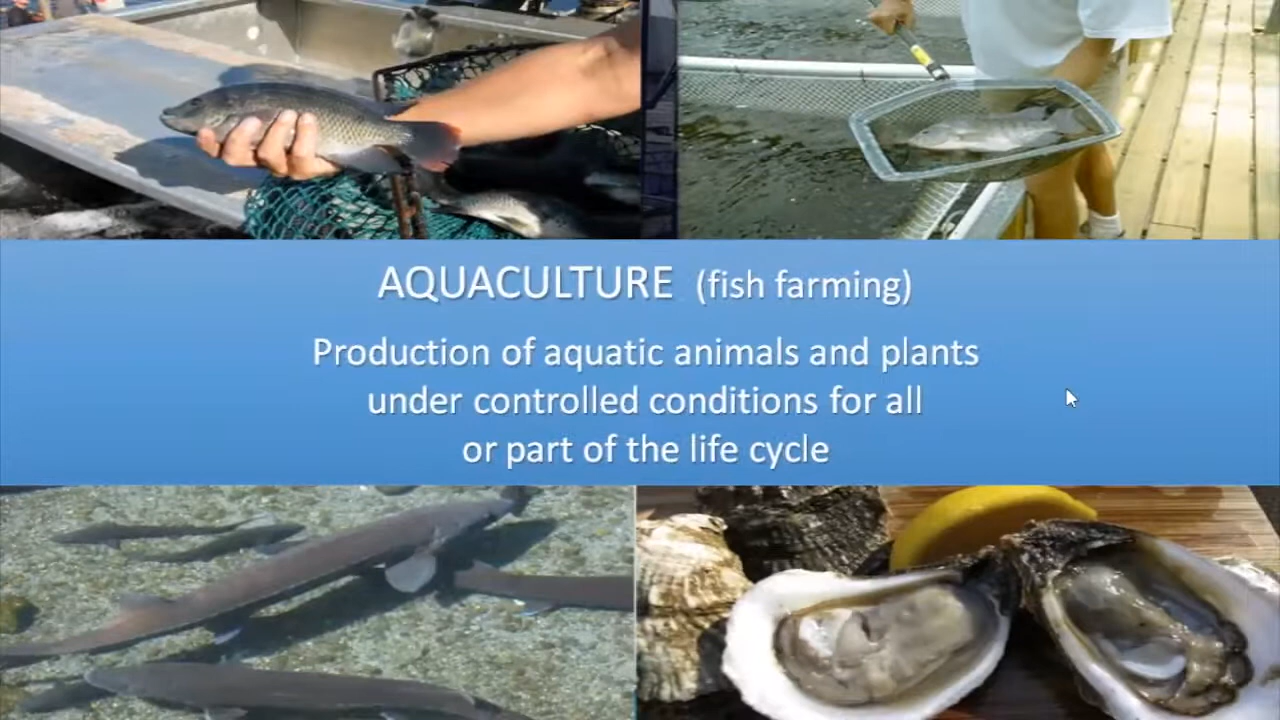 AQUACULTURE (fish farming)
Production of aquatic animals and plants
under controlled conditions for all
or part of the life cycle